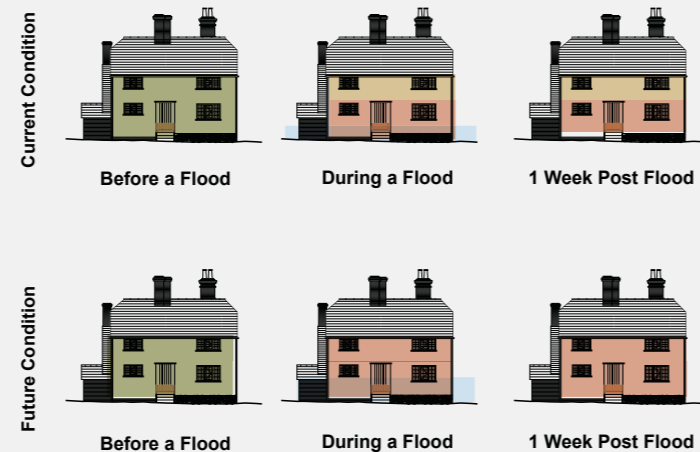 Current Condition
Before a Flood
During a Flood
1 Week Post Flood
Future Condition
Before a Flood
During a Flood
1 Week Post Flood